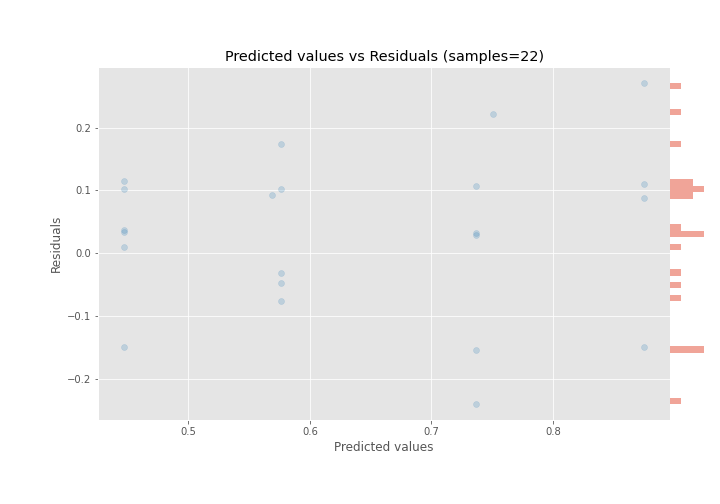 Predicted values vs Residuals (samples=22)
0.2
0.1
0.0
−0.1
−0.2
Residuals
0.5 0.6 0.7 0.8
Predicted values